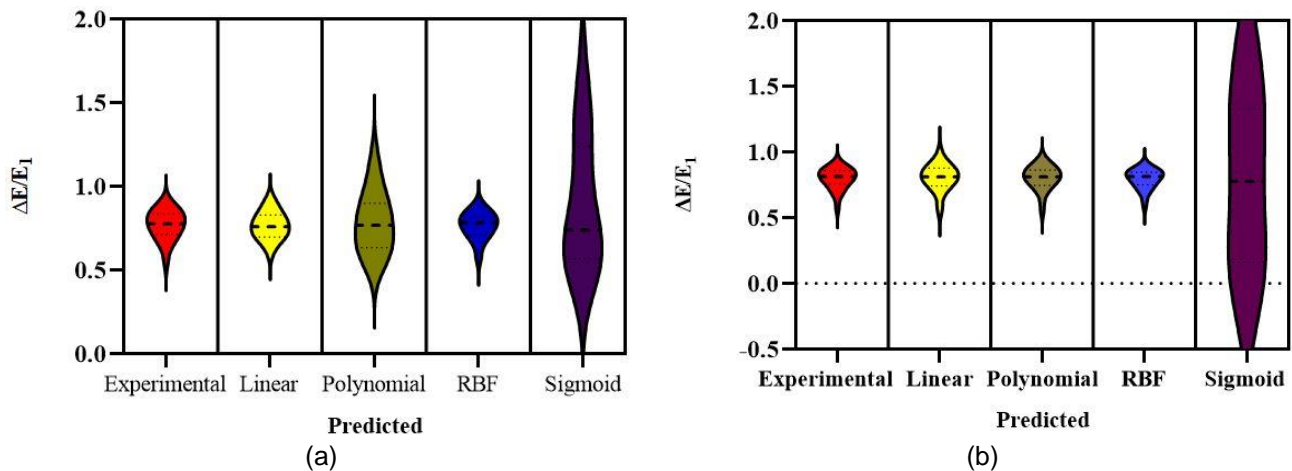 2.0
1.5
1.0
0.5
0.0
ΔE/E1
Experimental Linear Polynomial RBF Sigmoid
Predicted
(a)
2.0
1.5
1.0
0.5
0.0
-0.5
ΔE/E1
Experimental Linear Polynomial RBF Sigmoid
Predicted
(b)